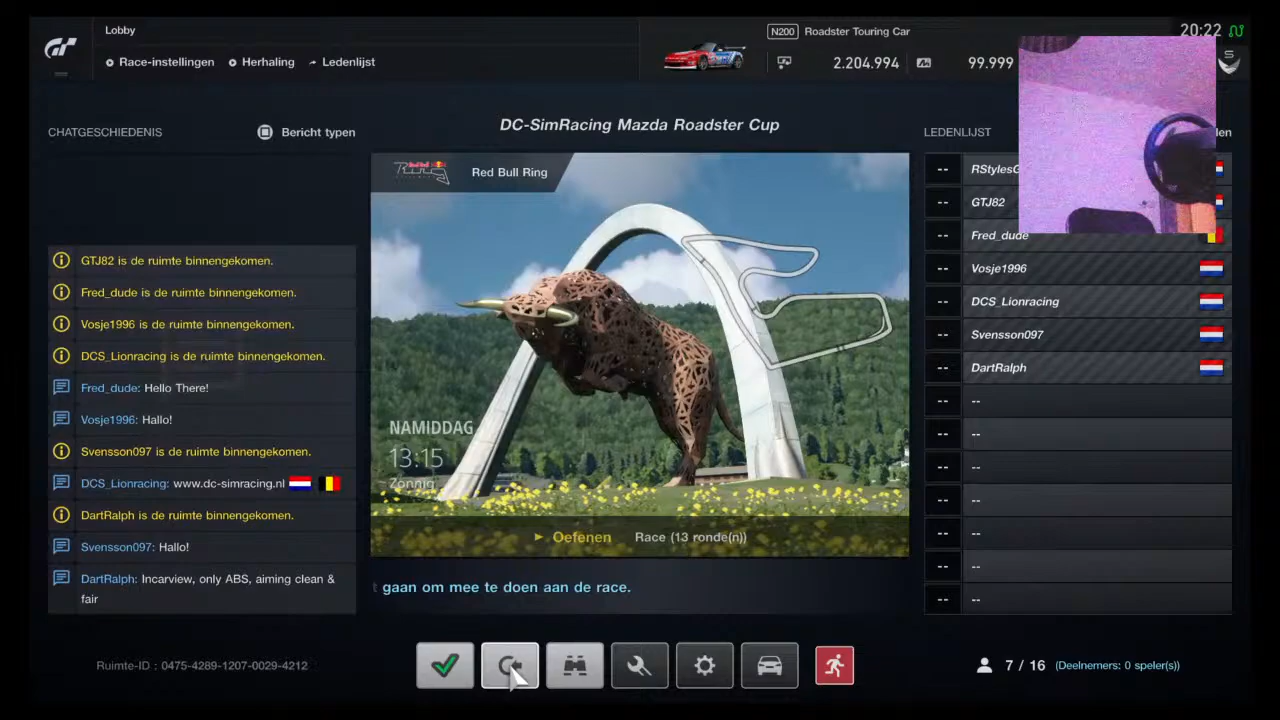 Lobby
N200 Roadster Touring Car
20:22
Race-instellingen Herhaling Ledenlijst
2.204.994 99.999
S
CHATGESCHIEDENIS Bericht typen
DC-SimRacing Mazda Roadster Cup
LEDENLIJST
Red Bull Ring
NAMIDDAG
13:15
Zonnig
Oefenen Race (13 ronde(n))
gaan om mee te doen aan de race.
GTJ82 is de ruimte binnengekomen.
Fred_dude is de ruimte binnengekomen.
Vosje1996 is de ruimte binnengekomen.
DCS_Lionracing is de ruimte binnengekomen.
Fred_dude: Hello There!
Vosje1996: Hallo!
Svensson097 is de ruimte binnengekomen.
DCS_Lionracing: www.dc-simracing.nl
DartRalph is de ruimte binnengekomen.
Svensson097: Hallo!
DartRalph: Incarview, only ABS, aiming clean &
fair
-- RStylesG
-- GTJ82
-- Fred_dude
-- Vosje1996
-- DCS_Lionracing
-- Svensson097
-- DartRalph
-- --
-- --
-- --
-- --
-- --
-- --
-- --
Ruimte-ID : 0475-4289-1207-0029-4212
7 / 16 (Deelnemers: 0 speler(s))